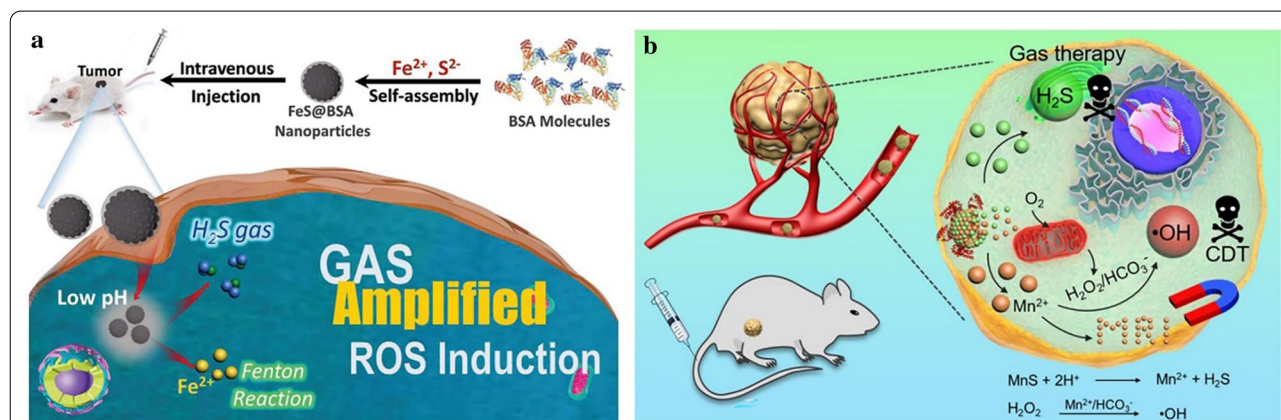 a
Tumor
Intravenous
Injection
FeS@BSA
Nanoparticles
Fe²⁺, S²⁻
Self-assembly
BSA Molecules
H₂S gas
Low pH
Fe²⁺
Fenton
Reaction
GAS
Amplified
ROS Induction
b
Gas therapy
H₂S
O₂
•OH
CDT
H₂O₂/HCO₃⁻
Mn²⁺
MRI
MnS + 2H⁺ ⟶ Mn²⁺ + H₂S
H₂O₂ Mn²⁺/HCO₃⁻ ⟶ •OH